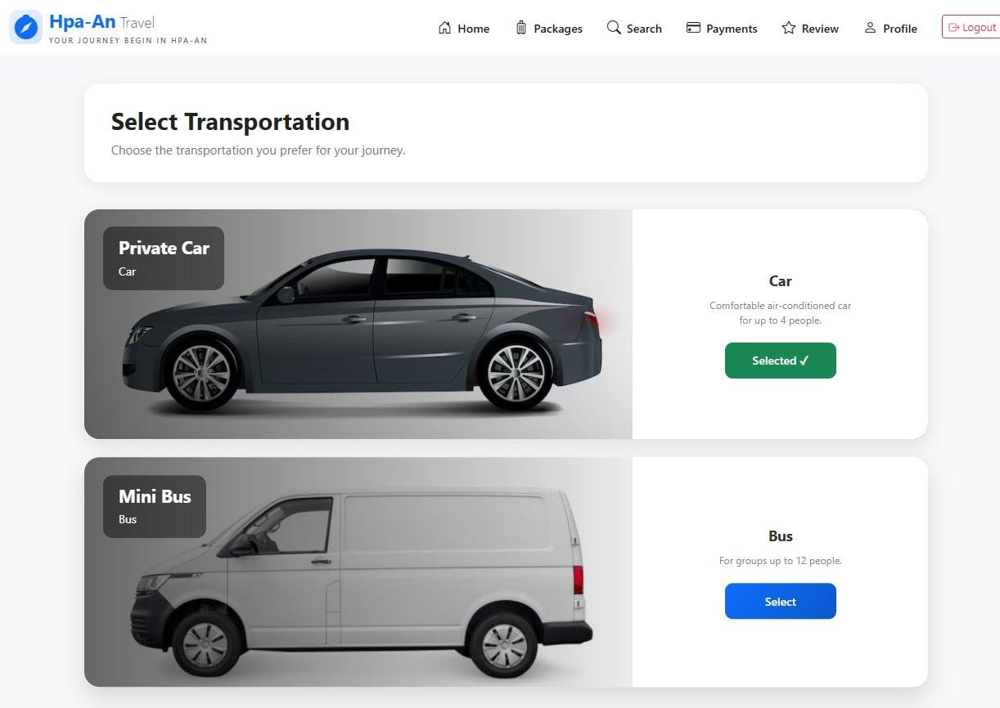 Hpa-An Travel
YOUR JOURNEY BEGIN IN HPA-AN
Home
Packages
Search
Payments
Review
Profile
Logout
Select Transportation
Choose the transportation you prefer for your journey.
Private Car
Car
Car
Comfortable air-conditioned car
for up to 4 people.
Selected ✓
Mini Bus
Bus
Bus
For groups up to 12 people.
Select